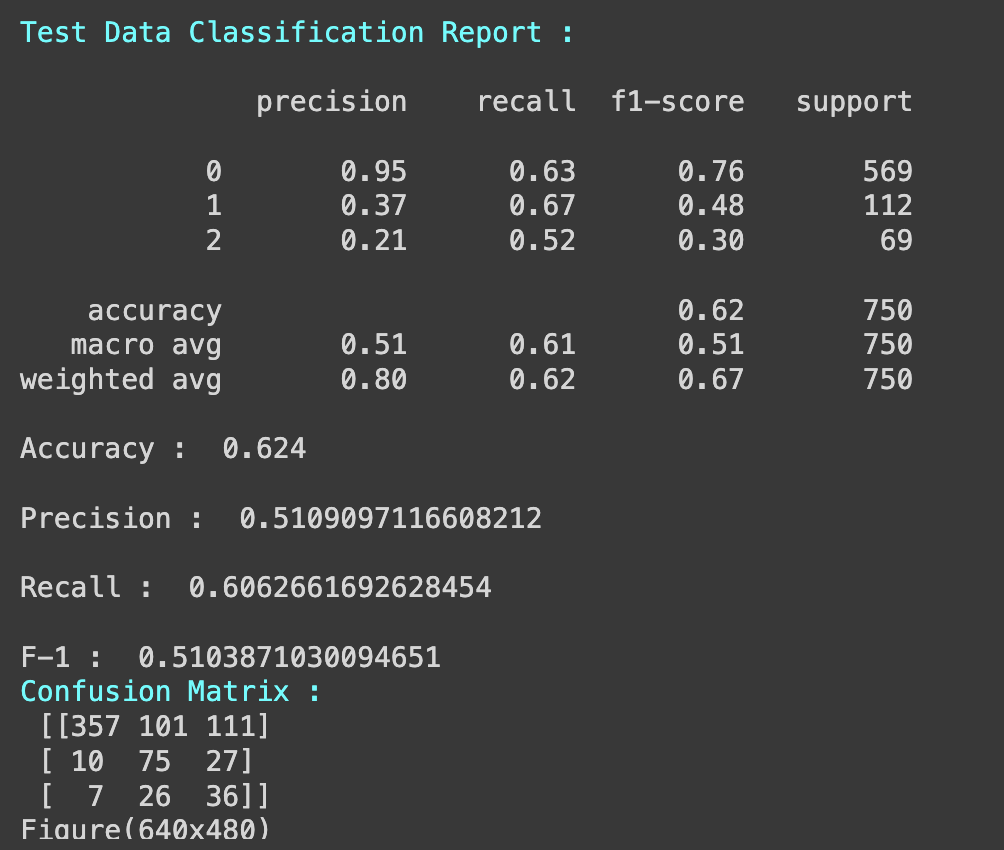 Test Data Classification Report :
precision recall f1-score support
0 0.95 0.63 0.76 569
1 0.37 0.67 0.48 112
2 0.21 0.52 0.30 69
accuracy 0.62 750
macro avg 0.51 0.61 0.51 750
weighted avg 0.80 0.62 0.67 750
Accuracy : 0.624
Precision : 0.5109097116608212
Recall : 0.6062661692628454
F-1 : 0.5103871030094651
Confusion Matrix :
[[357 101 111]
[ 10 75 27]
[ 7 26 36]]
Figure(640x480)